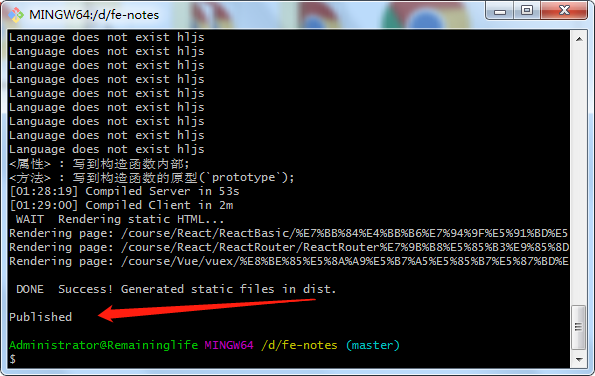 MINGW64:/d/fe-notes
Language does not exist hljs
Language does not exist hljs
Language does not exist hljs
Language does not exist hljs
Language does not exist hljs
Language does not exist hljs
Language does not exist hljs
Language does not exist hljs
Language does not exist hljs
<属性> : 写到构造函数内部;
<方法> : 写到构造函数的原型(`prototype`);
[01:28:19] Compiled Server in 53s
[01:29:00] Compiled Client in 2m
WAIT Rendering static HTML...
Rendering page: /course/React/ReactBasic/%E7%BB%84%E4%BB%B6%E7%94%9F%E5%91%BD%E5
Rendering page: /course/React/ReactRouter/ReactRouter%E7%9B%B8%E5%85%B3%E9%85%8D
Rendering page: /course/Vue/vuex/%E8%BE%85%E5%8A%A9%E5%B7%A5%E5%85%B7%E5%87%BD%E
DONE Success! Generated static files in dist.
Published
Administrator@Remaininglife MINGW64 /d/fe-notes (master)
$